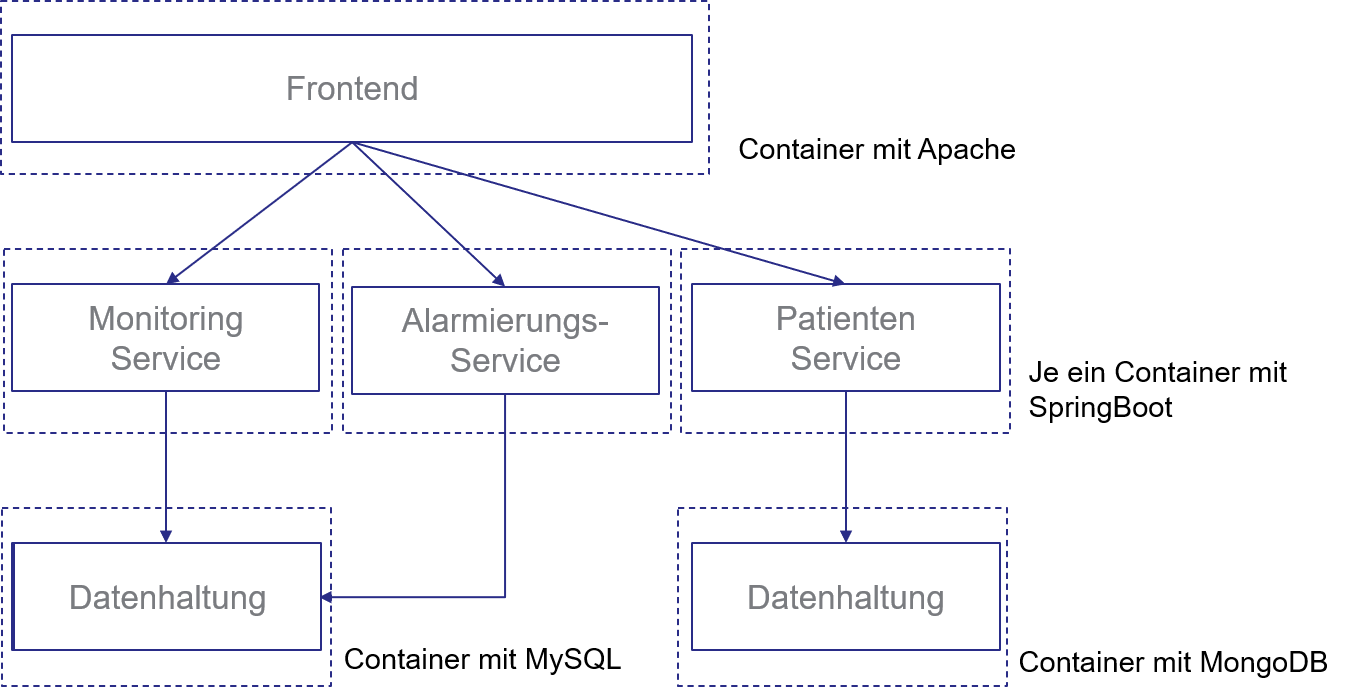 Frontend
Container mit Apache
Monitoring
Service
Alarmierungs-
Service
Patienten
Service
Je ein Container mit
SpringBoot
Datenhaltung
Container mit MySQL
Datenhaltung
Container mit MongoDB